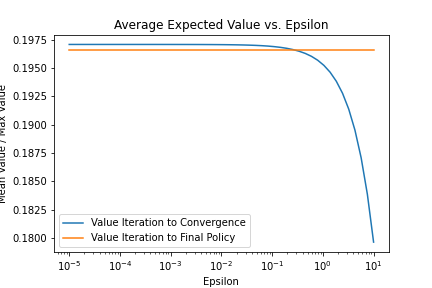 Average Expected Value vs. Epsilon
Mean Value / Max Value
0.1975
0.1950
0.1925
0.1900
0.1875
0.1850
0.1825
0.1800
Value Iteration to Convergence
Value Iteration to Final Policy
10⁻⁵ 10⁻⁴ 10⁻³ 10⁻² 10⁻¹ 10⁰ 10¹
Epsilon